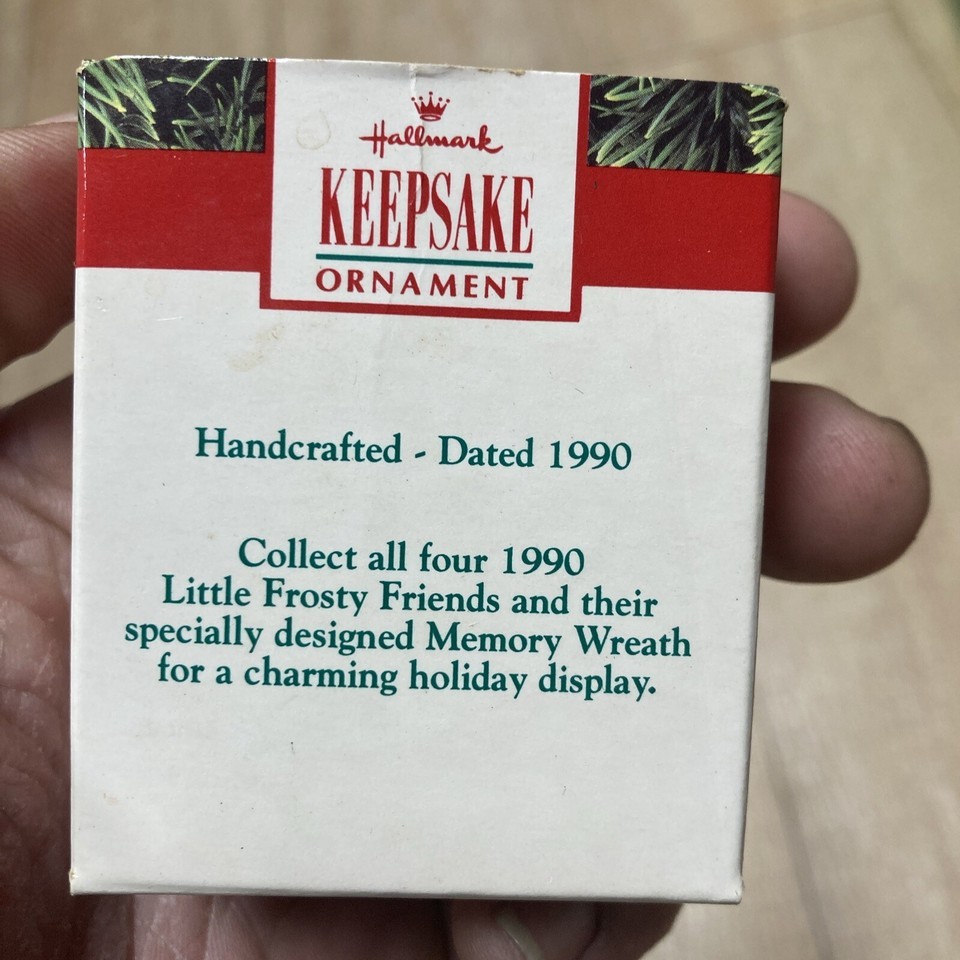 Hallmark
KEEPSAKE
ORNAMENT
Handcrafted - Dated 1990
Collect all four 1990
Little Frosty Friends and their
specially designed Memory Wreath
for a charming holiday display.